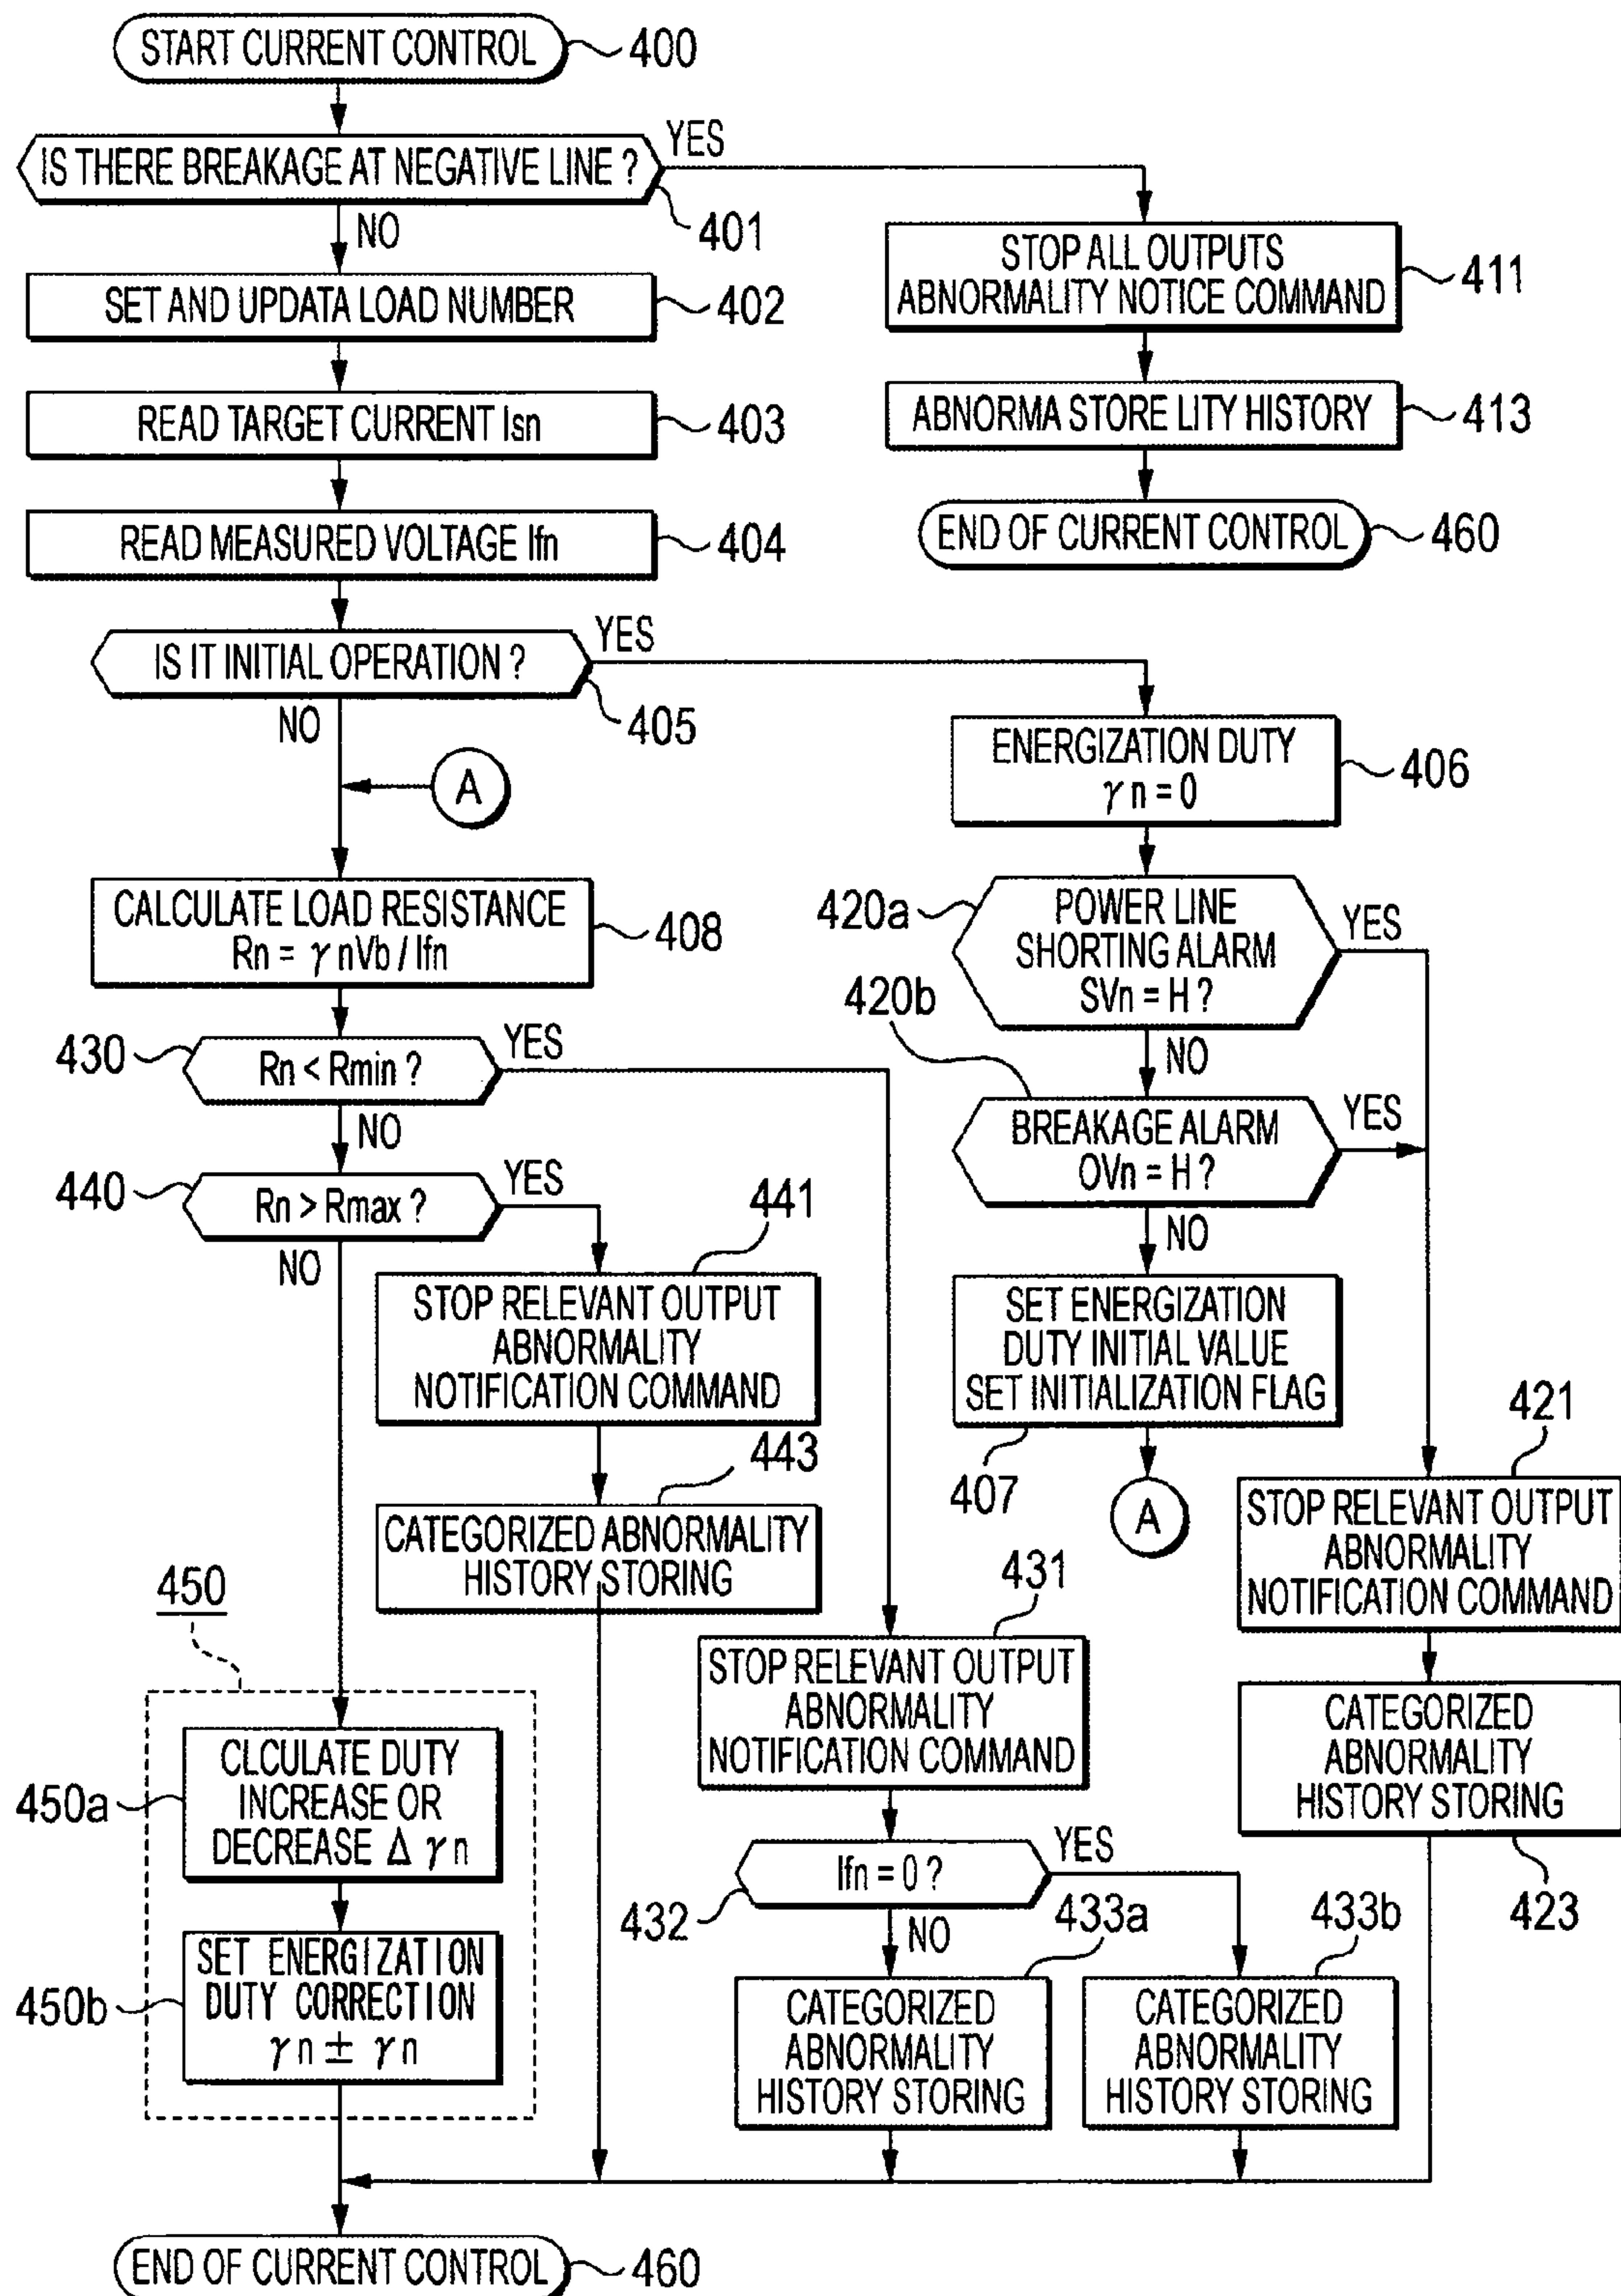 START CURRENT CONTROL
400
IS THERE BREAKAGE AT NEGATIVE LINE ?
YES
401
NO
STOP ALL OUTPUTS
ABNORMALITY NOTICE COMMAND
411
SET AND UPDATA LOAD NUMBER
402
READ TARGET CURRENT Isn
403
ABNORMA STORE LITY HISTORY
413
READ MEASURED VOLTAGE Ifn
404
END OF CURRENT CONTROL
460
IS IT INITIAL OPERATION ?
YES
405
NO
A
ENERGIZATION DUTY
γn = 0
406
CALCULATE LOAD RESISTANCE
Rn = γnVb / Ifn
408
420a
POWER LINE
SHORTING ALARM
SVn = H ?
YES
NO
430
Rn < Rmin ?
YES
NO
420b
BREAKAGE ALARM
OVn = H ?
YES
NO
440
Rn > Rmax ?
YES
NO
441
STOP RELEVANT OUTPUT
ABNORMALITY
NOTIFICATION COMMAND
SET ENERGIZATION
DUTY INITIAL VALUE
SET INITIALIZATION FLAG
407
A
443
CATEGORIZED ABNORMALITY
HISTORY STORING
421
STOP RELEVANT OUTPUT
ABNORMALITY
NOTIFICATION COMMAND
431
STOP RELEVANT OUTPUT
ABNORMALITY
NOTIFICATION COMMAND
CATEGORIZED
ABNORMALITY
HISTORY STORING
423
450
450a
CLCULATE DUTY
INCREASE OR
DECREASE Δ γn
Ifn = 0 ?
YES
432
NO
433a
433b
450b
SET ENERGIZATION
DUTY CORRECTION
γn ± γn
CATEGORIZED
ABNORMALITY
HISTORY STORING
CATEGORIZED
ABNORMALITY
HISTORY STORING
END OF CURRENT CONTROL
460